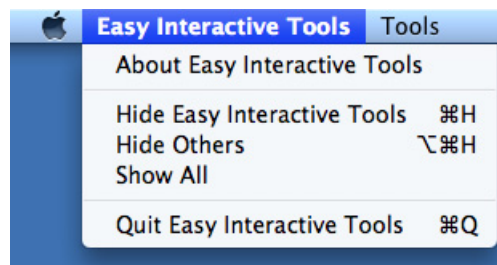 Easy Interactive Tools Tools
About Easy Interactive Tools
Hide Easy Interactive Tools ⌘H
Hide Others ⌥⌘H
Show All
Quit Easy Interactive Tools ⌘Q